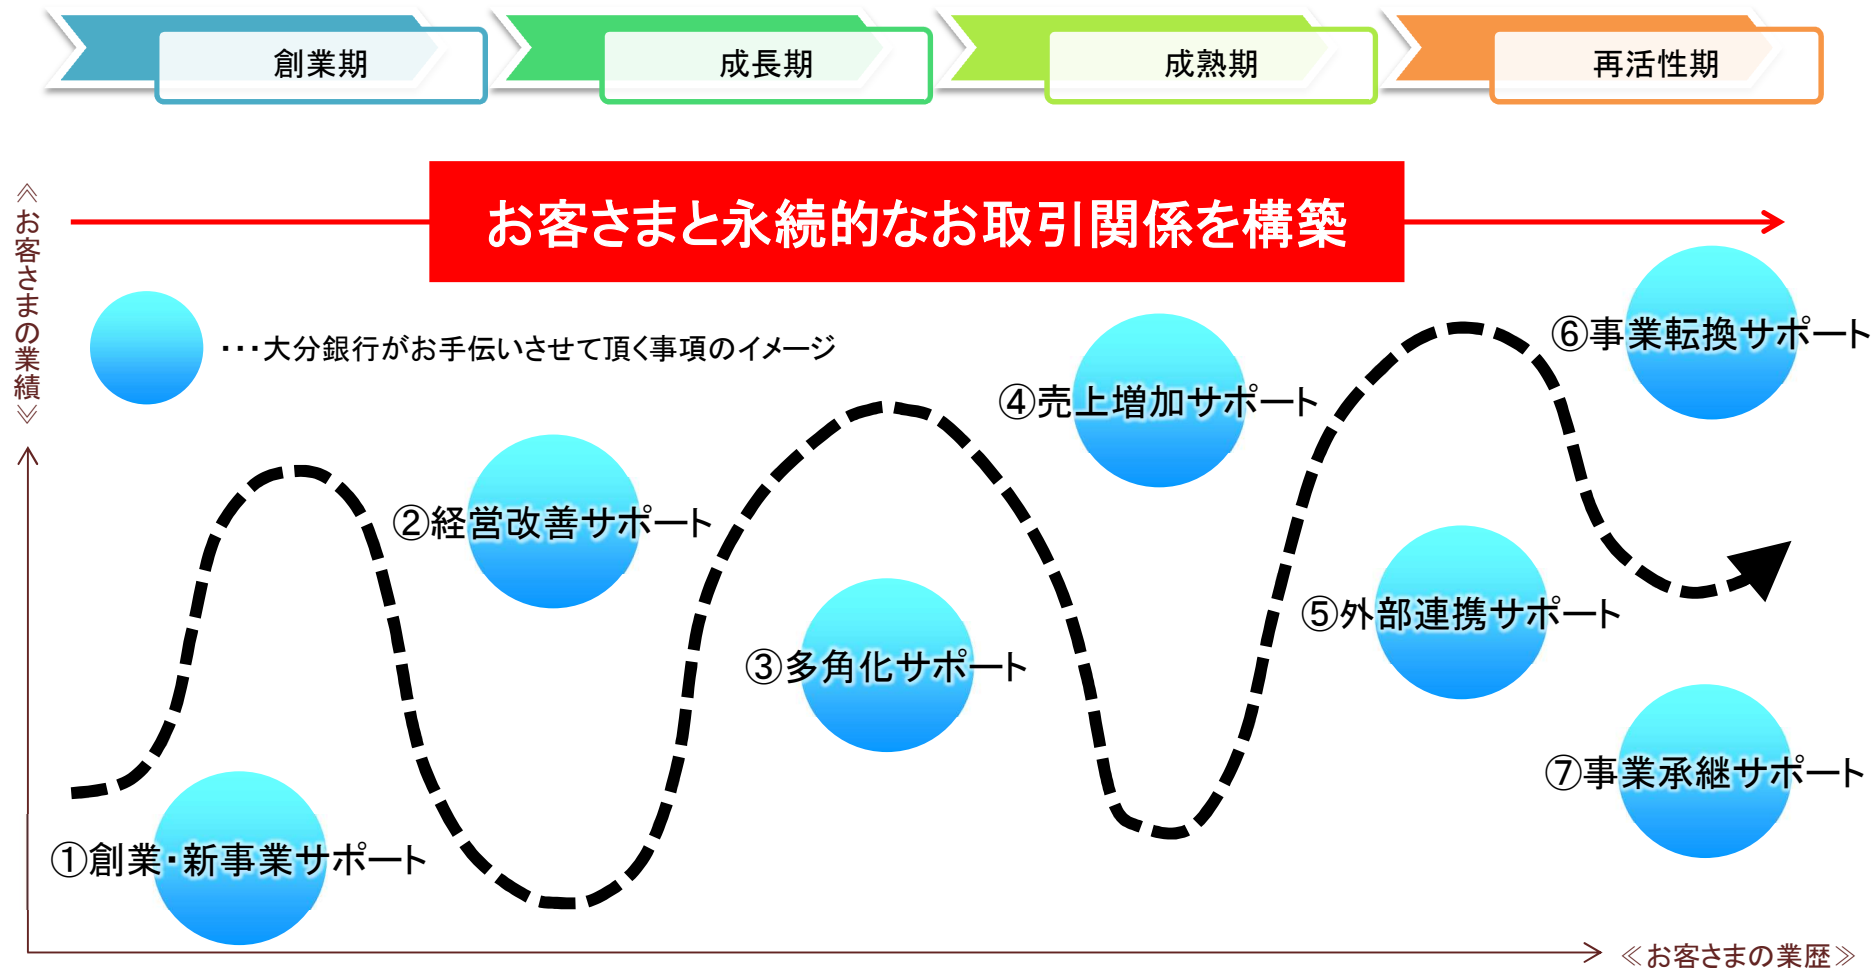 創業期
成長期
成熟期
再活性期
お客さまと永続的なお取引関係を構築
≪お客さまの業績≫
・・・大分銀行がお手伝いさせて頂く事項のイメージ
⑥事業転換サポート
④売上増加サポート
②経営改善サポート
⑤外部連携サポート
③多角化サポート
⑦事業承継サポート
①創業・新事業サポート
≪お客さまの業歴≫